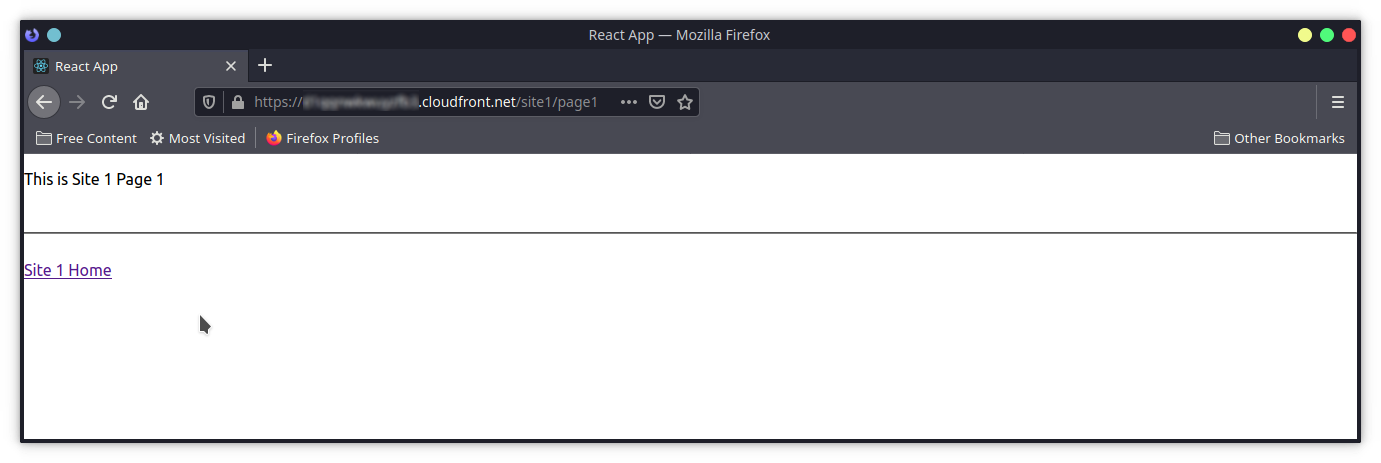 React App — Mozilla Firefox
React App
https://.cloudfront.net/site1/page1
Free Content Most Visited Firefox Profiles Other Bookmarks
This is Site 1 Page 1
Site 1 Home